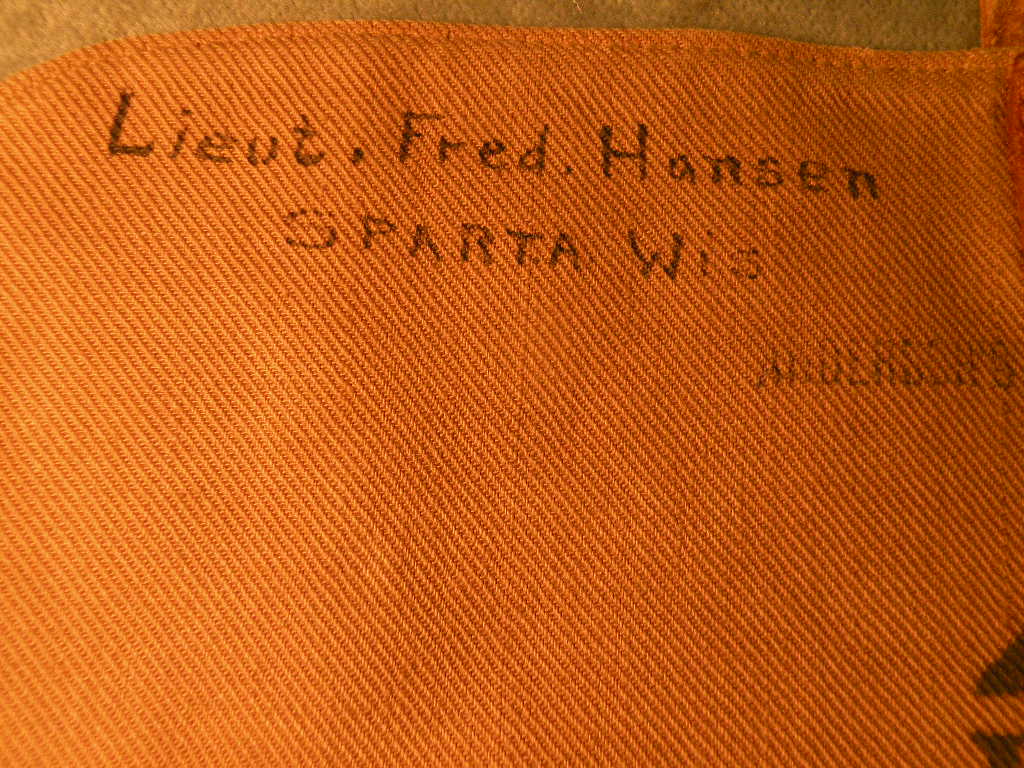 Lieut. Fred. Hansen
SPARTA Wis